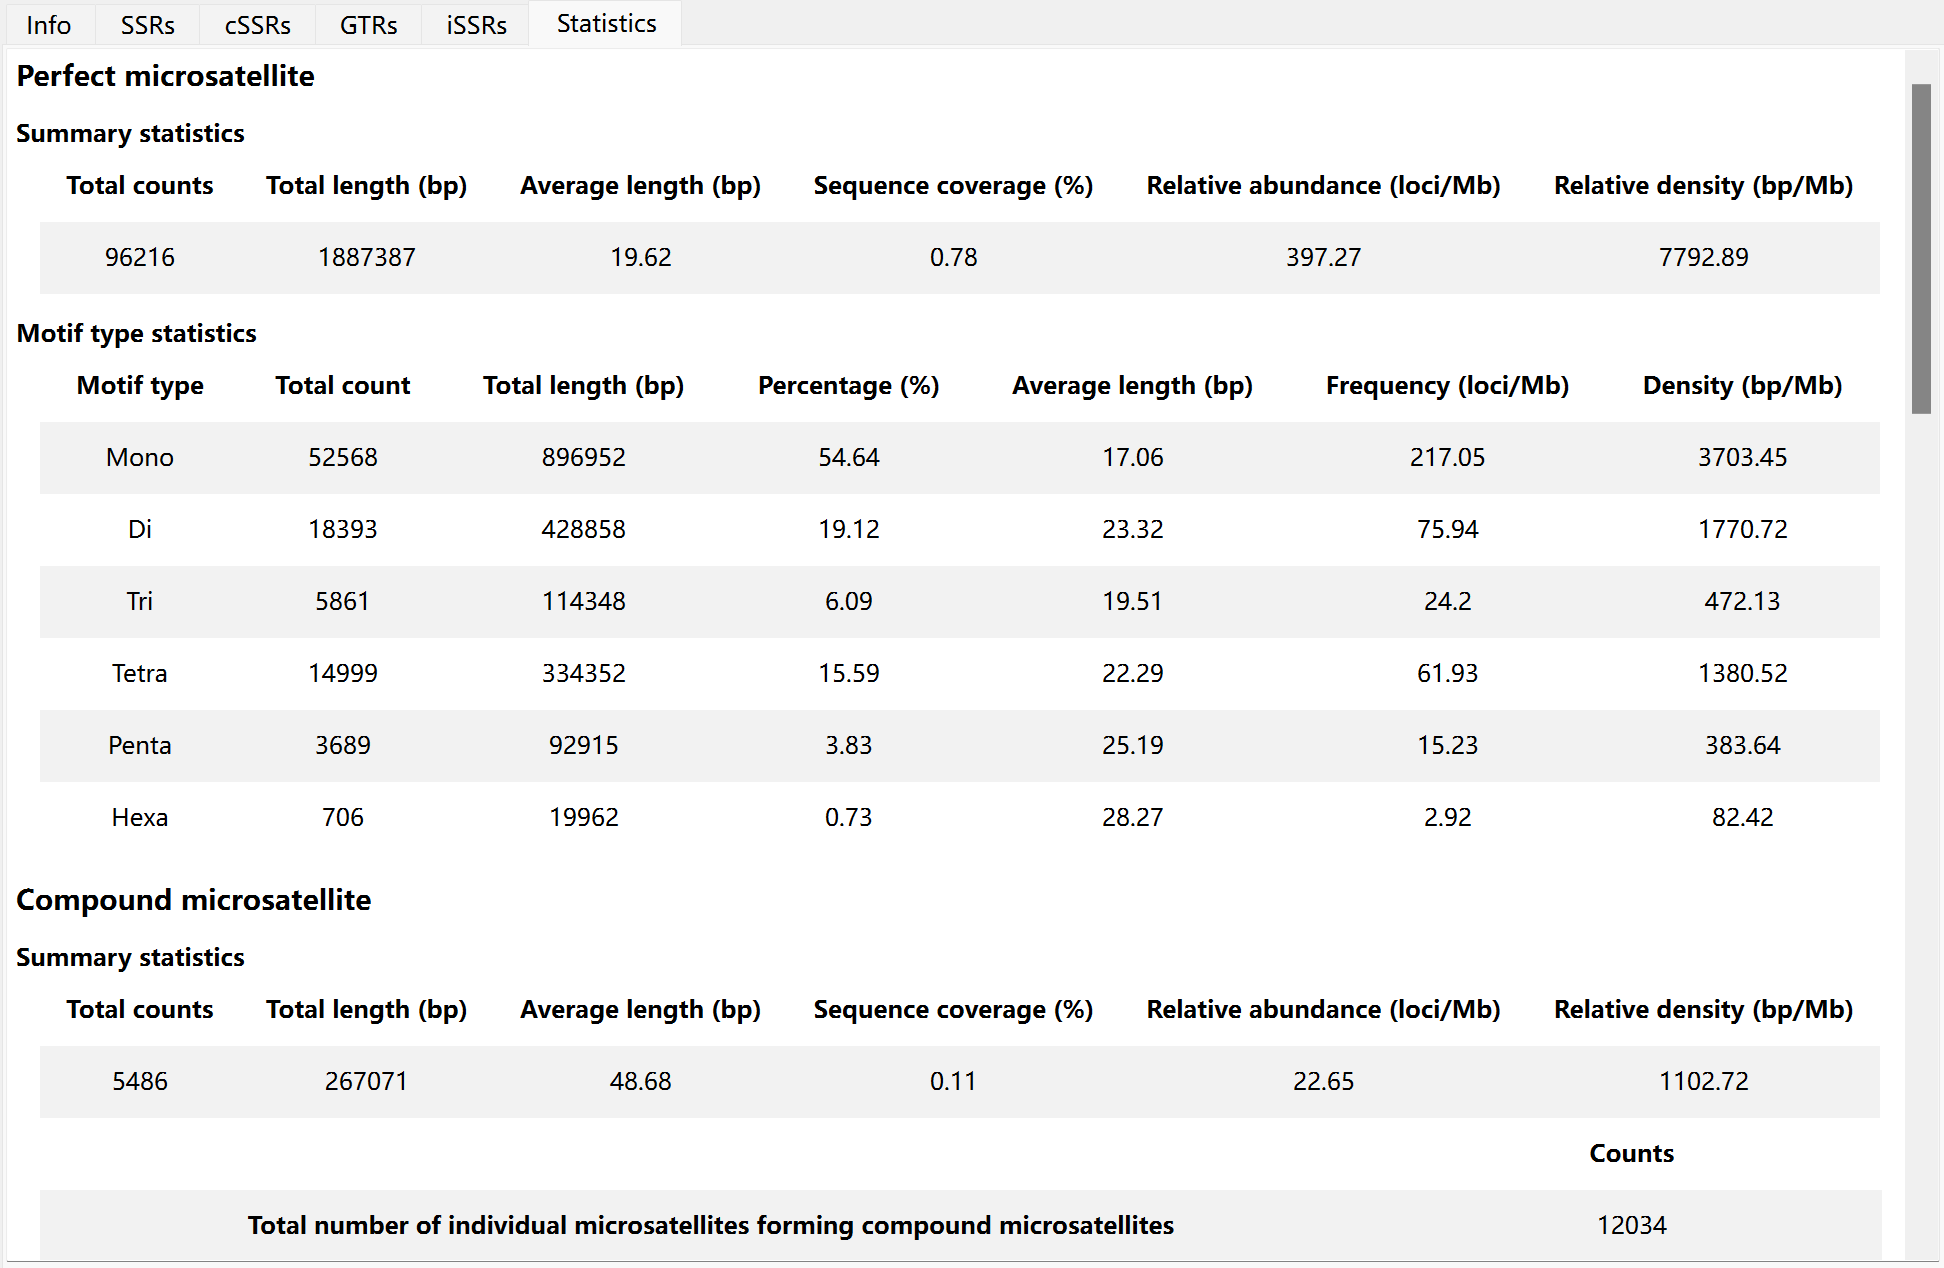 Info SSRs cSSRs GTRs iSSRs Statistics
Perfect microsatellite
Summary statistics
Total counts Total length (bp) Average length (bp) Sequence coverage (%) Relative abundance (loci/Mb) Relative density (bp/Mb)
96216 1887387 19.62 0.78 397.27 7792.89
Motif type statistics
Motif type Total count Total length (bp) Percentage (%) Average length (bp) Frequency (loci/Mb) Density (bp/Mb)
Mono 52568 896952 54.64 17.06 217.05 3703.45
Di 18393 428858 19.12 23.32 75.94 1770.72
Tri 5861 114348 6.09 19.51 24.2 472.13
Tetra 14999 334352 15.59 22.29 61.93 1380.52
Penta 3689 92915 3.83 25.19 15.23 383.64
Hexa 706 19962 0.73 28.27 2.92 82.42
Compound microsatellite
Summary statistics
Total counts Total length (bp) Average length (bp) Sequence coverage (%) Relative abundance (loci/Mb) Relative density (bp/Mb)
5486 267071 48.68 0.11 22.65 1102.72
Counts
Total number of individual microsatellites forming compound microsatellites 12034